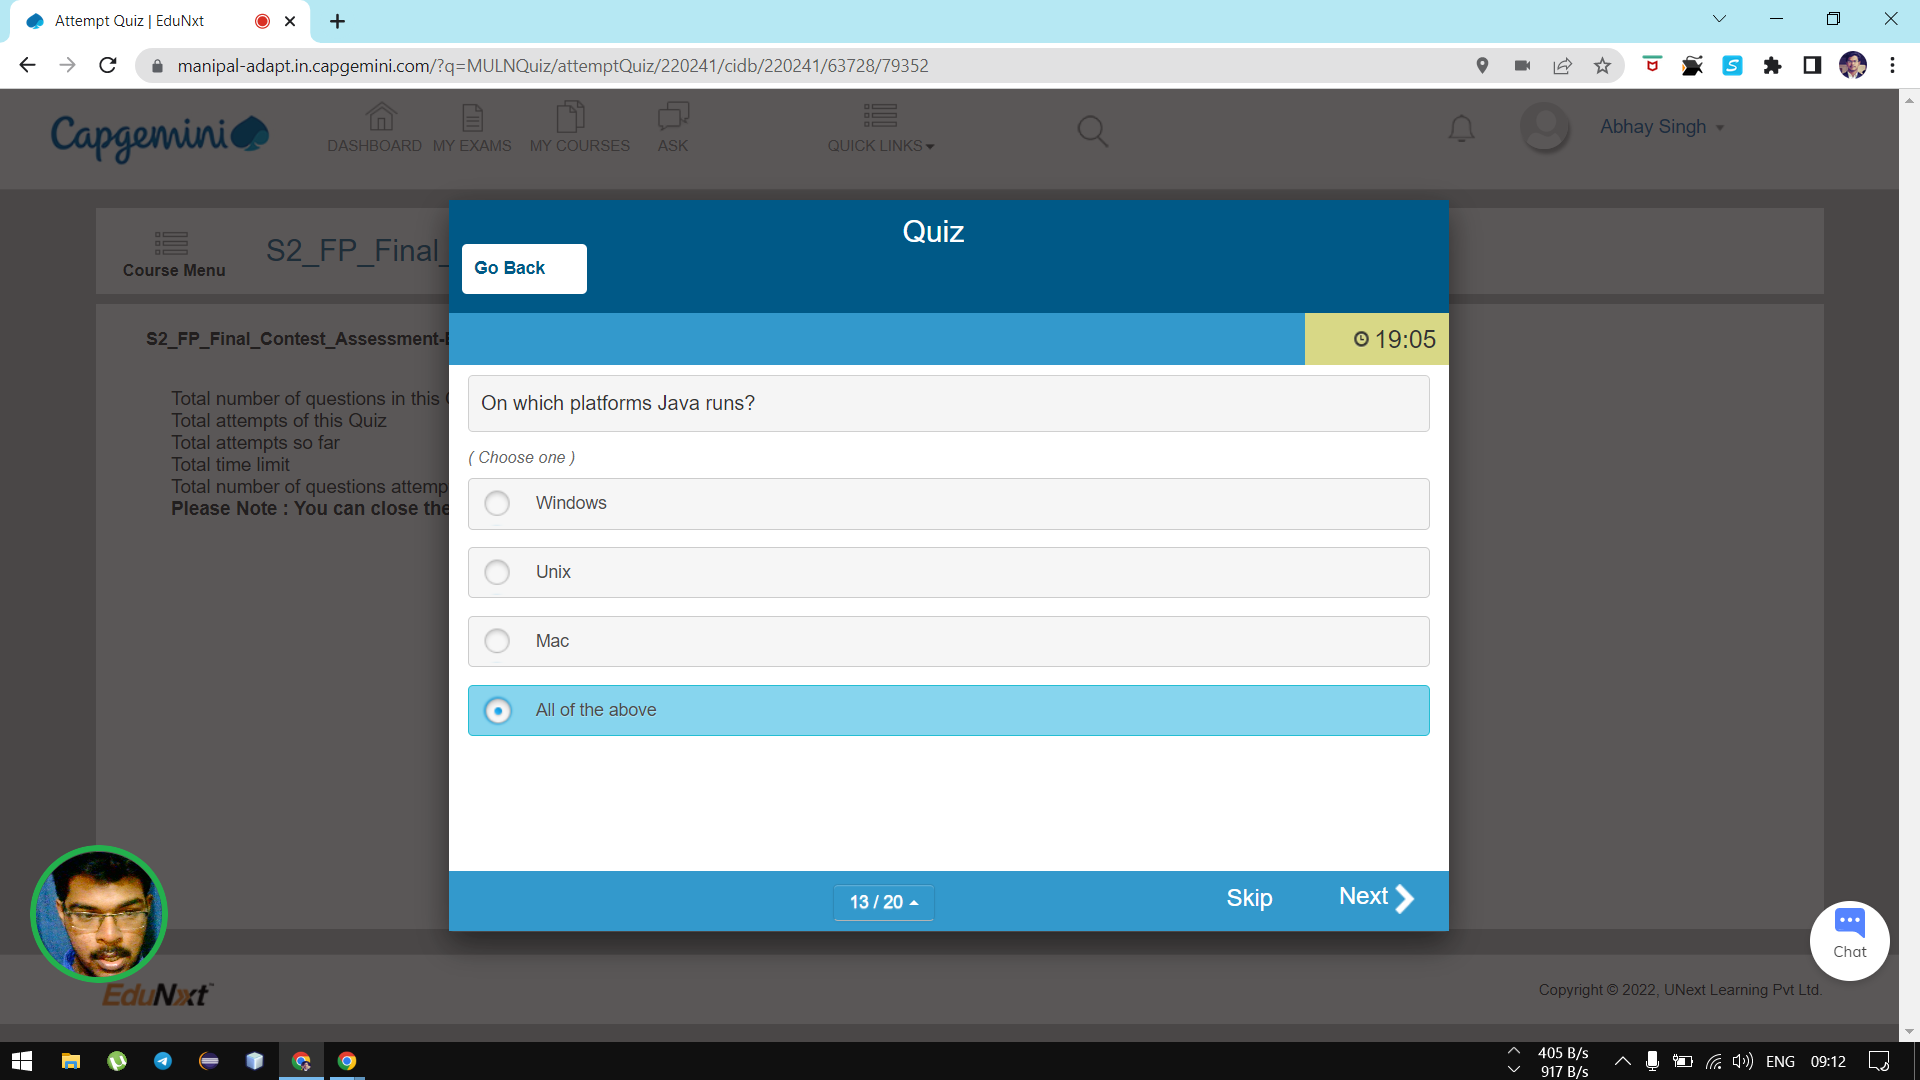 Attempt Quiz | EduNxt
manipal-adapt.in.capgemini.com/?q=MULNQuiz/attemptQuiz/220241/cidb/220241/63728/79352
Capgemini
DASHBOARD
MY EXAMS
MY COURSES
ASK
QUICK LINKS
Abhay Singh
Course Menu
S2_FP_Final_
Quiz
Go Back
19:05
S2_FP_Final_Contest_Assessment-
Total number of questions in this
Total attempts of this Quiz
Total attempts so far
Total time limit
Total number of questions attemp
Please Note : You can close the
On which platforms Java runs?
( Choose one )
Windows
Unix
Mac
All of the above
13 / 20
Skip
Next
Chat
EduNxt™
Copyright © 2022, UNext Learning Pvt Ltd.
405 B/s
917 B/s
ENG
09:12